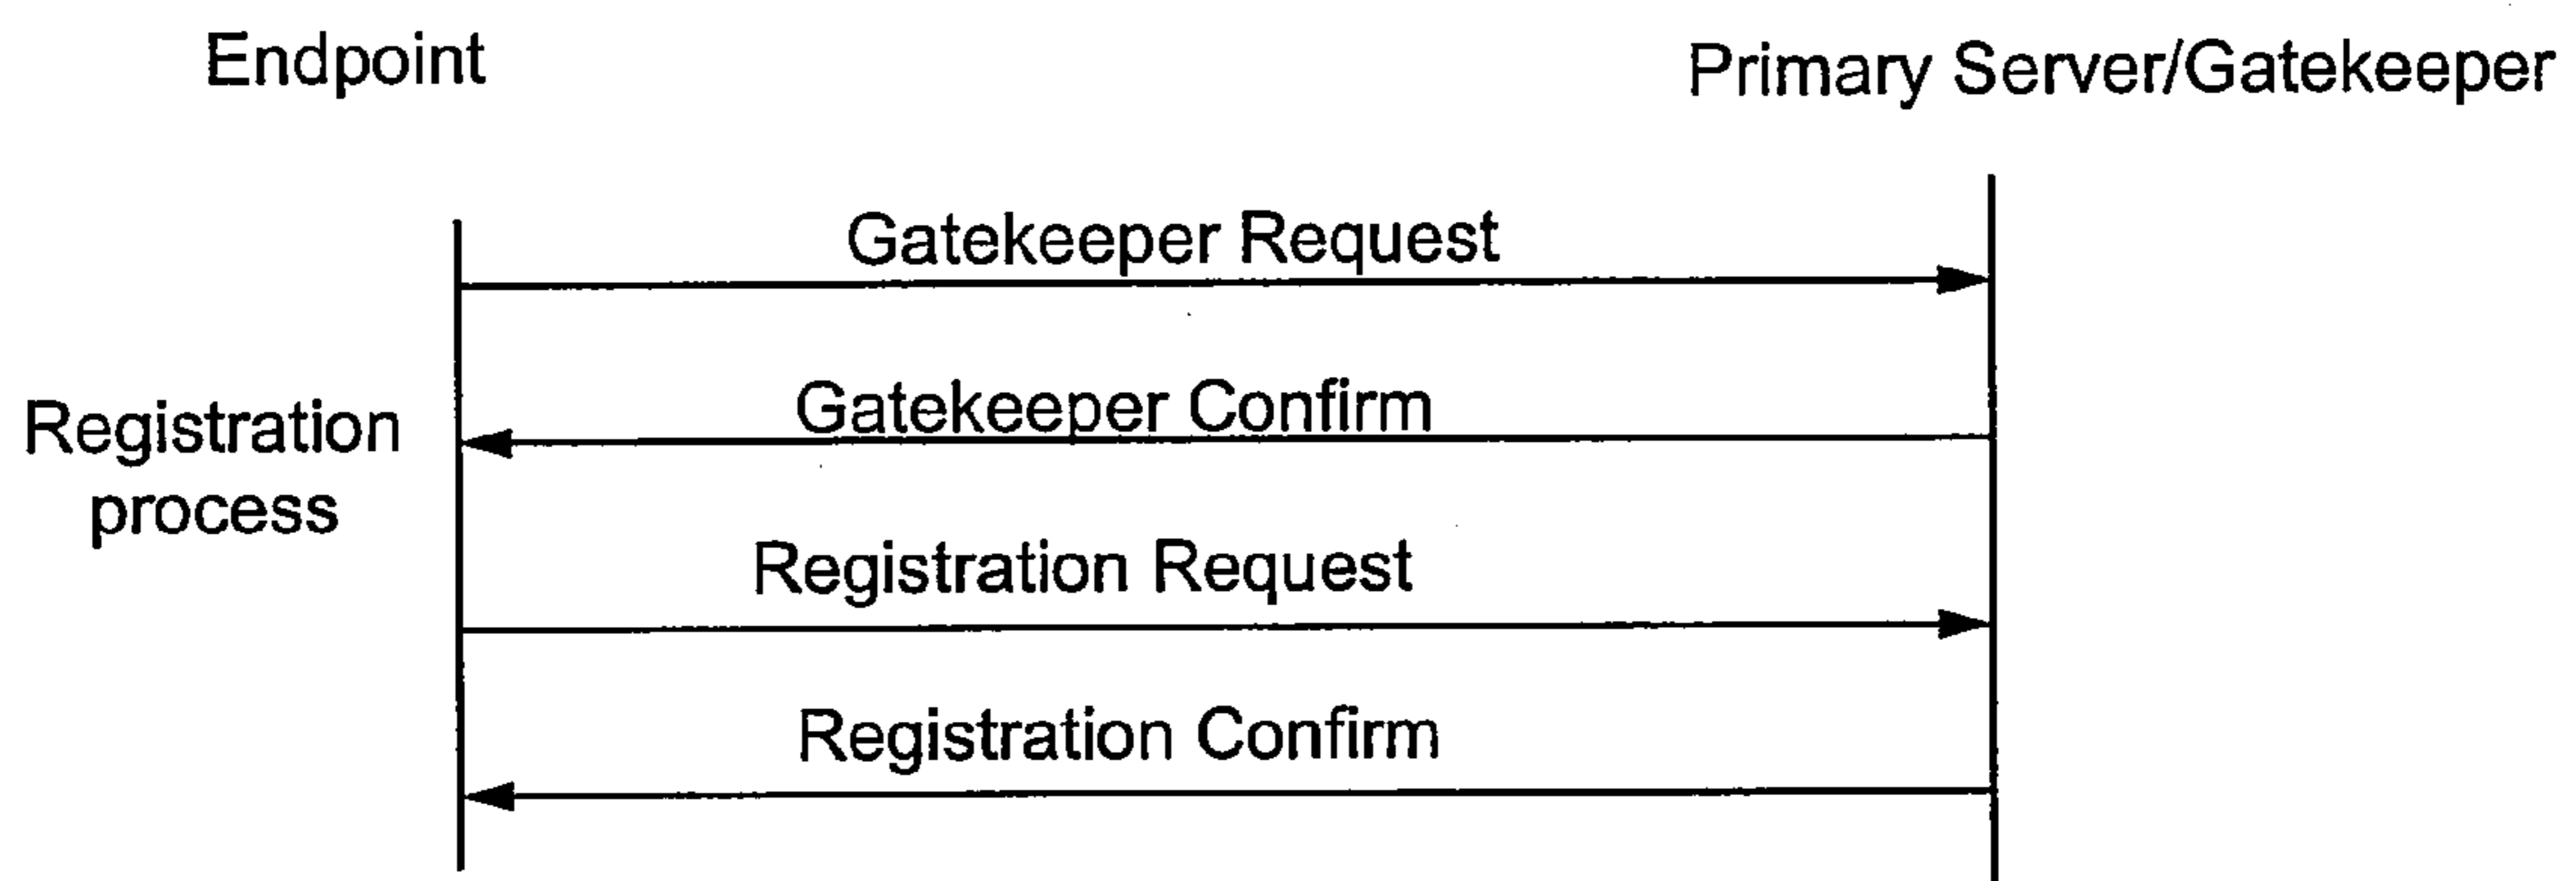 Endpoint
Primary Server/Gatekeeper
Gatekeeper Request
Gatekeeper Confirm
Registration
process
Registration Request
Registration Confirm